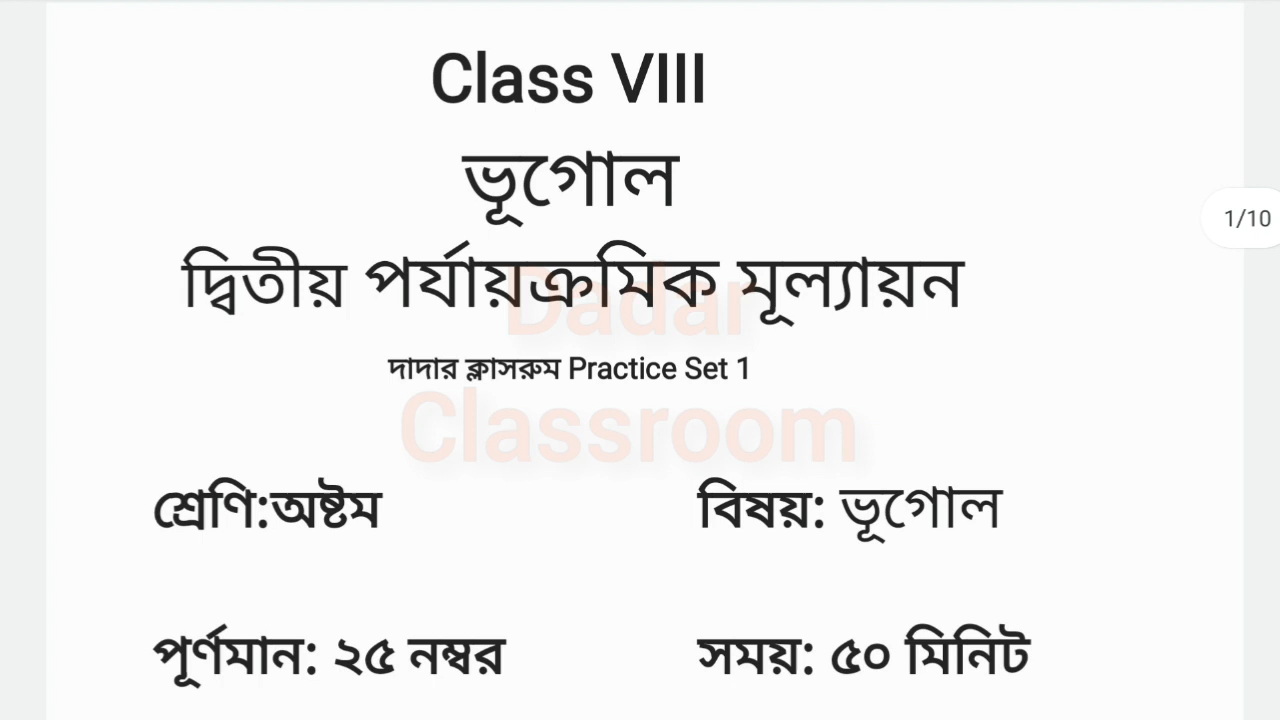 Class VIII
ভূগোল
1/10
দ্বিতীয় পর্যায়ক্রমিক মূল্যায়ন
Dadar
দাদার ক্লাসরুম Practice Set 1
Classroom
শ্রেণি:অষ্টম বিষয়: ভূগোল
পূর্ণমান: ২৫ নম্বর সময়: ৫০ মিনিট